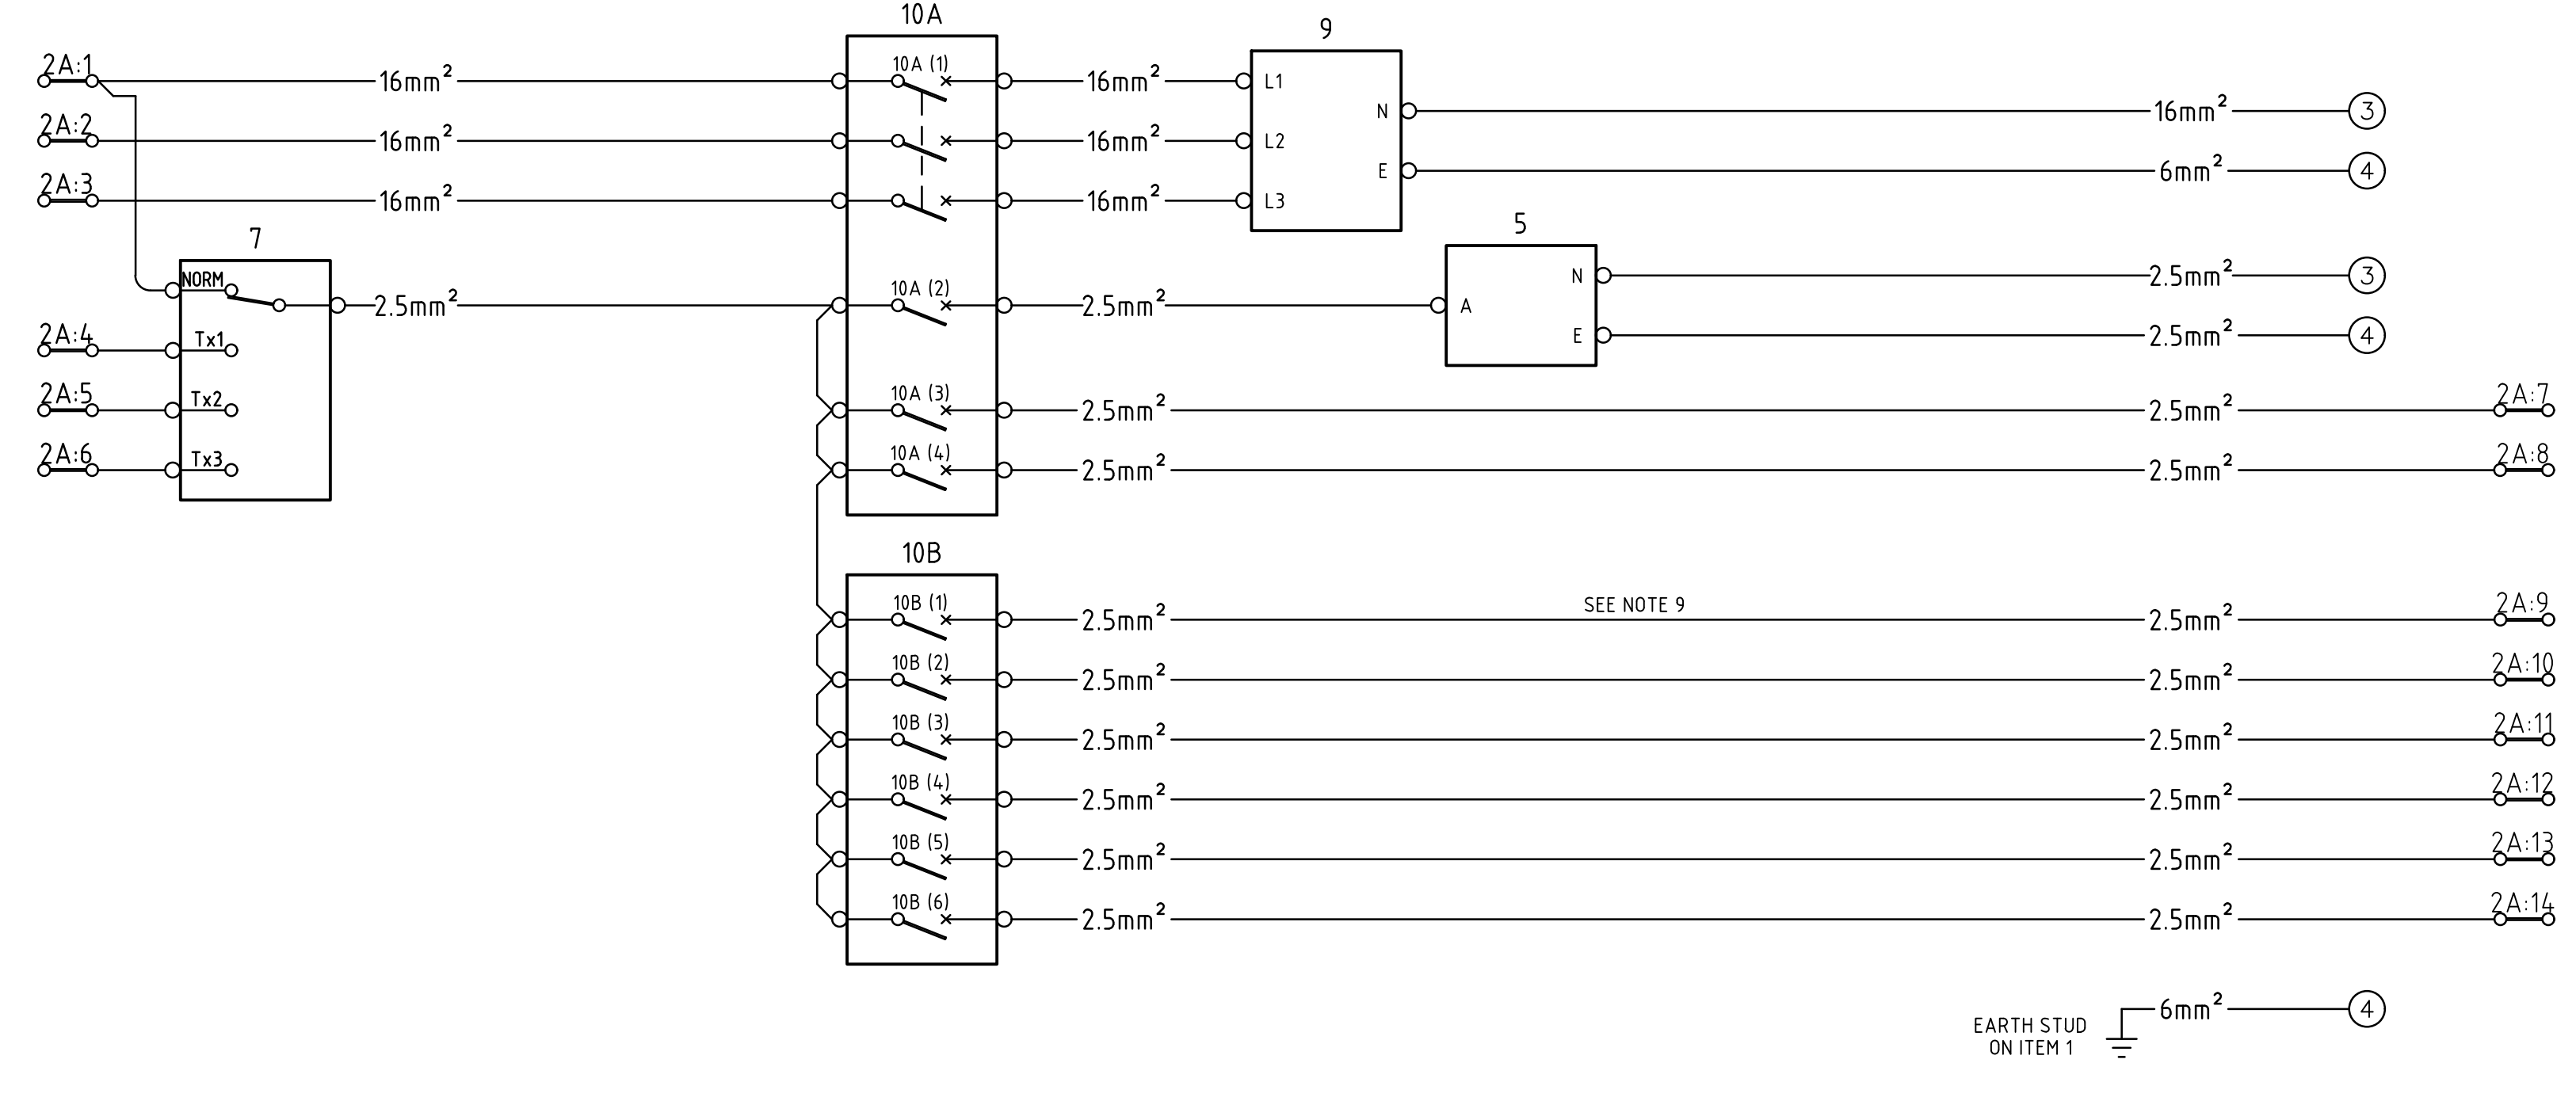 10A
9
2A:1
16mm²
10A (1)
16mm²
L1
N
16mm²
3
2A:2
16mm²
16mm²
L2
E
6mm²
4
2A:3
16mm²
16mm²
L3
7
5
NORM
2.5mm²
10A (2)
2.5mm²
A
N
2.5mm²
3
E
2.5mm²
4
2A:4
Tx1
2A:5
Tx2
10A (3)
2.5mm²
2.5mm²
2A:7
2A:6
Tx3
10A (4)
2.5mm²
2.5mm²
2A:8
10B
10B (1)
2.5mm²
SEE NOTE 9
2.5mm²
2A:9
10B (2)
2.5mm²
2.5mm²
2A:10
10B (3)
2.5mm²
2.5mm²
2A:11
10B (4)
2.5mm²
2.5mm²
2A:12
10B (5)
2.5mm²
2.5mm²
2A:13
10B (6)
2.5mm²
2.5mm²
2A:14
EARTH STUD
ON ITEM 1
6mm²
4